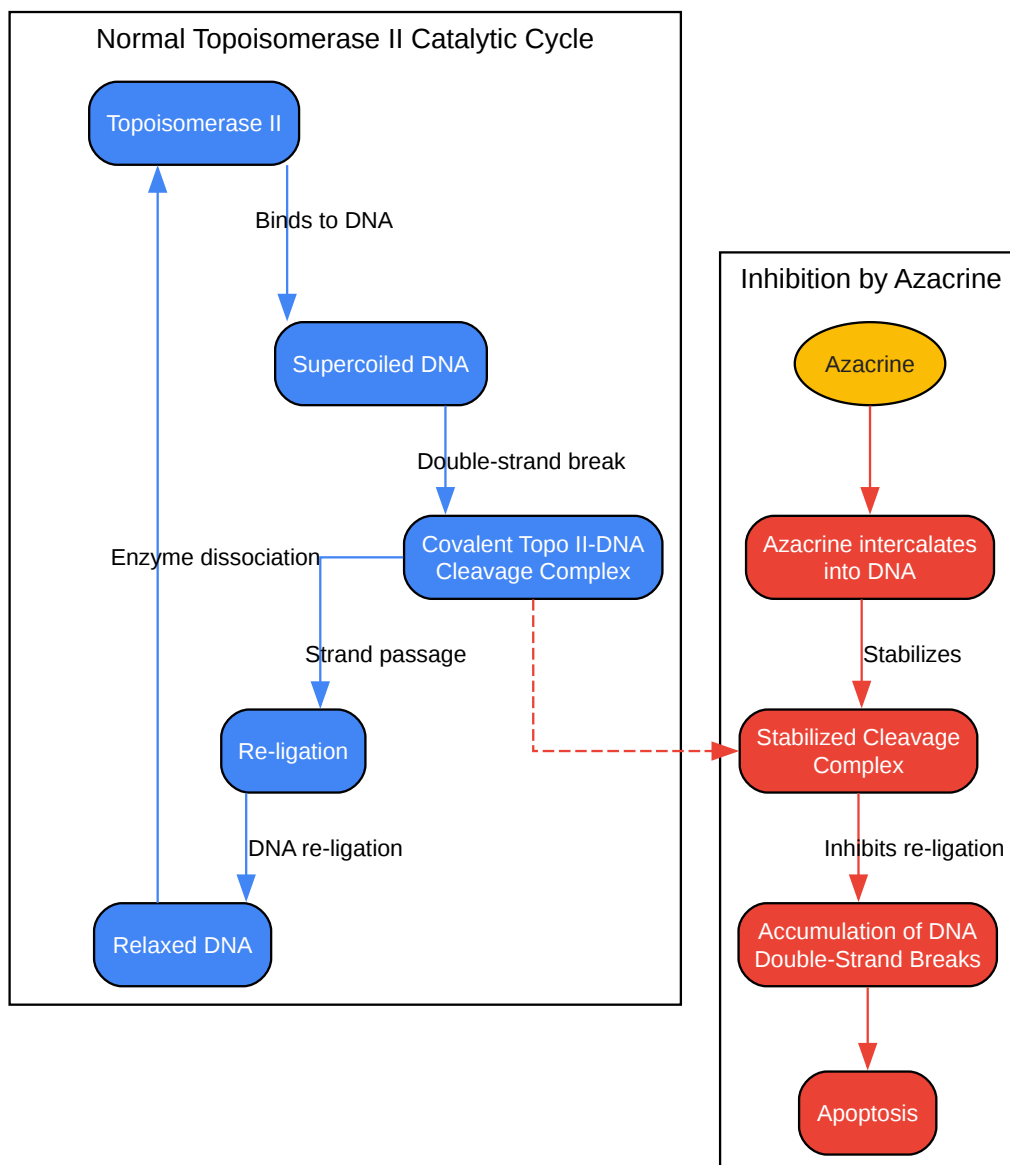 Normal Topoisomerase II Catalytic Cycle
Topoisomerase II
Binds to DNA
Supercoiled DNA
Double-strand break
Covalent Topo II-DNA
Cleavage Complex
Enzyme dissociation
Strand passage
Re-ligation
DNA re-ligation
Relaxed DNA
Inhibition by Azacrine
Azacrine
Azacrine intercalates
into DNA
Stabilizes
Stabilized Cleavage
Complex
Inhibits re-ligation
Accumulation of DNA
Double-Strand Breaks
Apoptosis